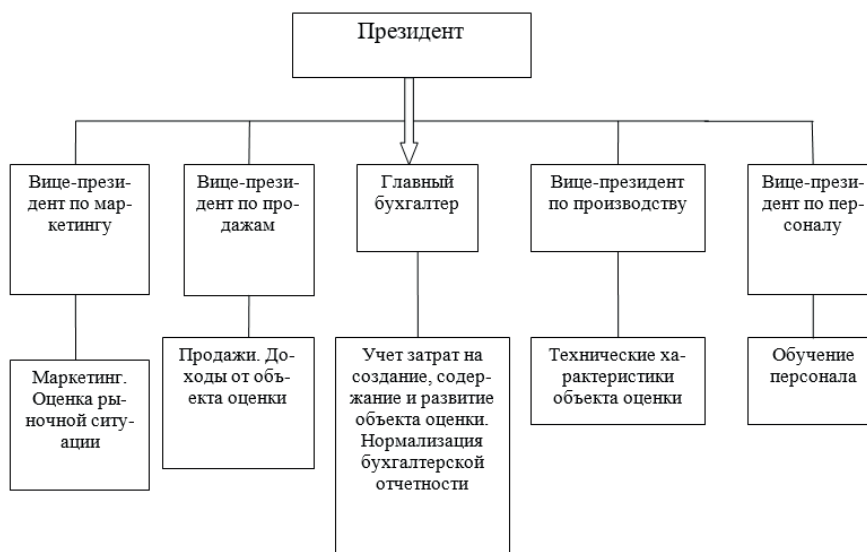 Президент
Вице-прези-
дент по мар-
кетингу
Вице-прези-
дент по про-
дажам
Главный
бухгалтер
Вице-президент
по производству
Вице-прези-
дент по пер-
соналу
Маркетинг.
Оценка ры-
ночной ситу-
ации
Продажи. До-
ходы от объ-
екта оценки
Учет затрат на
создание, содер-
жание и развитие
объекта оценки.
Нормализация
бухгалтерской
отчетности
Технические ха-
рактеристики
объекта оценки
Обучение
персонала